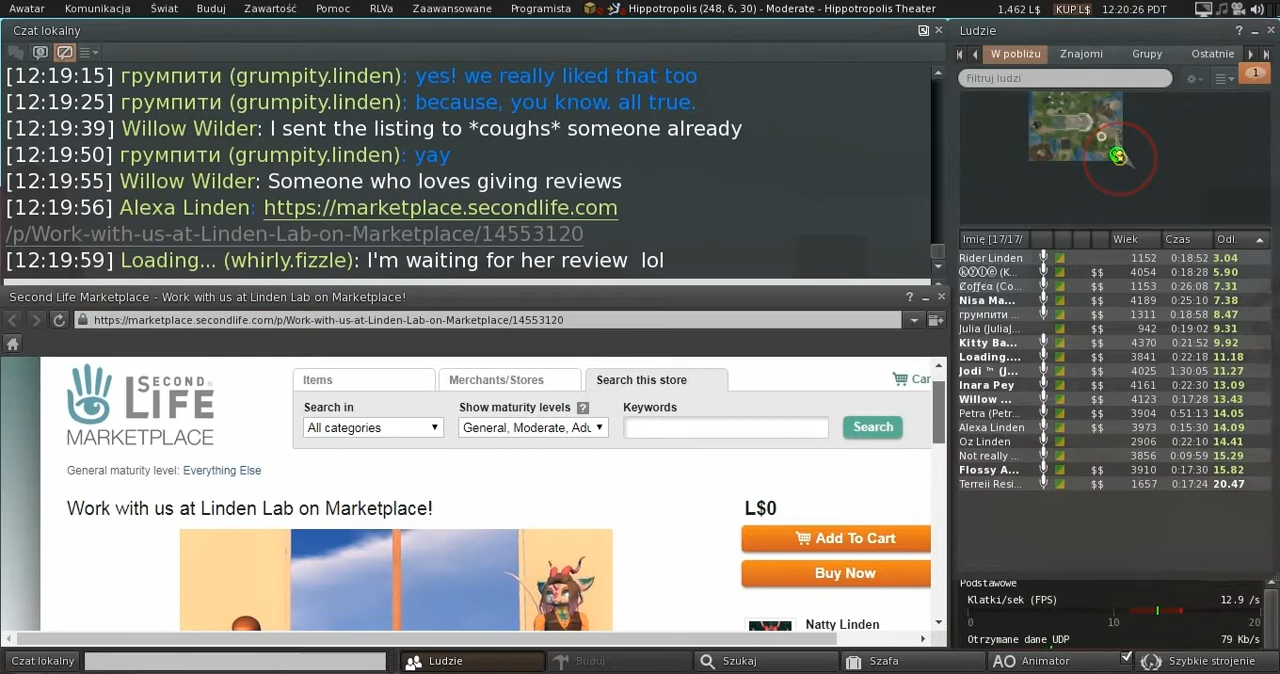 Awatar Komunikacja Świat Buduj Zawartość Pomoc RLVa Zaawansowane Programista Hippotropolis (248, 6, 30) - Moderate - Hippotropolis Theater 1,462 L$ KUP L$ 12:20:26 PDT
Czat lokalny
[12:19:15] грумпити (grumpity.linden): yes! we really liked that too
[12:19:25] грумпити (grumpity.linden): because, you know. all true.
[12:19:39] Willow Wilder: I sent the listing to *coughs* someone already
[12:19:50] грумпити (grumpity.linden): yay
[12:19:55] Willow Wilder: Someone who loves giving reviews
[12:19:56] Alexa Linden: https://marketplace.secondlife.com
/p/Work-with-us-at-Linden-Lab-on-Marketplace/14553120
[12:19:59] Loading... (whirly.fizzle): I'm waiting for her review lol
Second Life Marketplace - Work with us at Linden Lab on Marketplace!
https://marketplace.secondlife.com/p/Work-with-us-at-Linden-Lab-on-Marketplace/14553120
SECOND LIFE
MARKETPLACE
Items Merchants/Stores Search this store Car
Search in Show maturity levels ? Keywords
All categories General, Moderate, Adu Search
General maturity level: Everything Else
Work with us at Linden Lab on Marketplace! L$0
Add To Cart
Buy Now
Natty Linden
Ludzie
W pobliżu Znajomi Grupy Ostatnie
Filtruj ludzi 1
Imię [17/17/ Wiek Czas Odl.
Rider Linden 1152 0:18:52 3.04
ⓚⓨⓛⓔ (K... $$ 4054 0:18:28 5.90
Ȼoffєα (Co... $$ 1153 0:26:08 7.31
Nisa Ma... $$ 4189 0:25:10 7.38
грумпити ... $$ 1311 0:18:58 8.47
Julia (JuliaJ... $$ 942 0:19:02 9.31
Kitty Ba... $$ 4370 0:21:52 9.92
Loading.... $$ 3841 0:22:18 11.18
Jodi ™ (J... $$ 4025 1:30:05 11.27
Inara Pey $$ 4161 0:22:30 13.09
Willow ... $$ 4123 0:17:28 13.43
Petra (Petr... $$ 3904 0:51:13 14.05
Alexa Linden $$ 3973 0:15:30 14.09
Oz Linden 2906 0:22:10 14.41
Not really ... 3856 0:09:59 15.29
Flossy A... $$ 3910 0:17:30 15.82
Terreii Resi... $$ 1657 0:17:24 20.47
Podstawowe
Klatki/sek (FPS) 12.9 /s
0 10 20
Otrzymane dane UDP 79 Kb/s
Czat lokalny Ludzie Buduj Szukaj Szafa AO Animator Szybkie strojenie